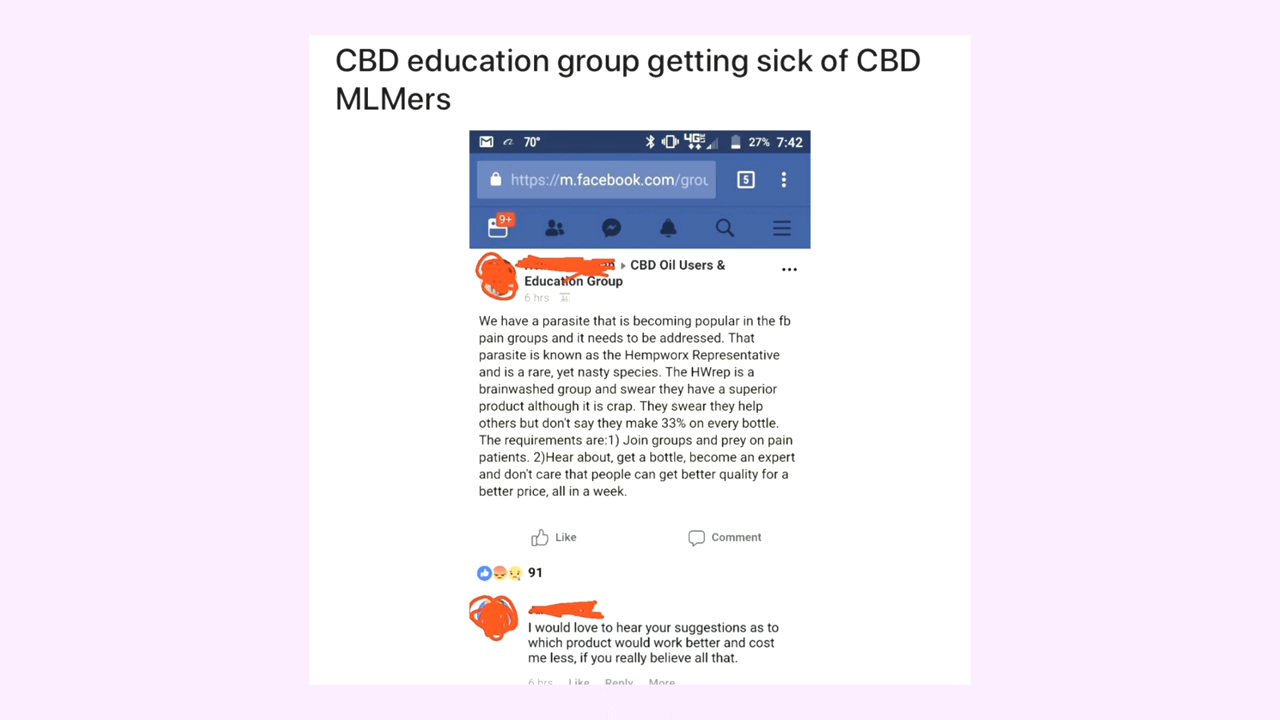 CBD education group getting sick of CBD
MLMers
70° 27% 7:42
https://m.facebook.com/grou 5
9+
CBD Oil Users &
Education Group
6 hrs
We have a parasite that is becoming popular in the fb
pain groups and it needs to be addressed. That
parasite is known as the Hempworx Representative
and is a rare, yet nasty species. The HWrep is a
brainwashed group and swear they have a superior
product although it is crap. They swear they help
others but don't say they make 33% on every bottle.
The requirements are:1) Join groups and prey on pain
patients. 2)Hear about, get a bottle, become an expert
and don't care that people can get better quality for a
better price, all in a week.
Like Comment
91
I would love to hear your suggestions as to
which product would work better and cost
me less, if you really believe all that.
6 hrs Like Reply More